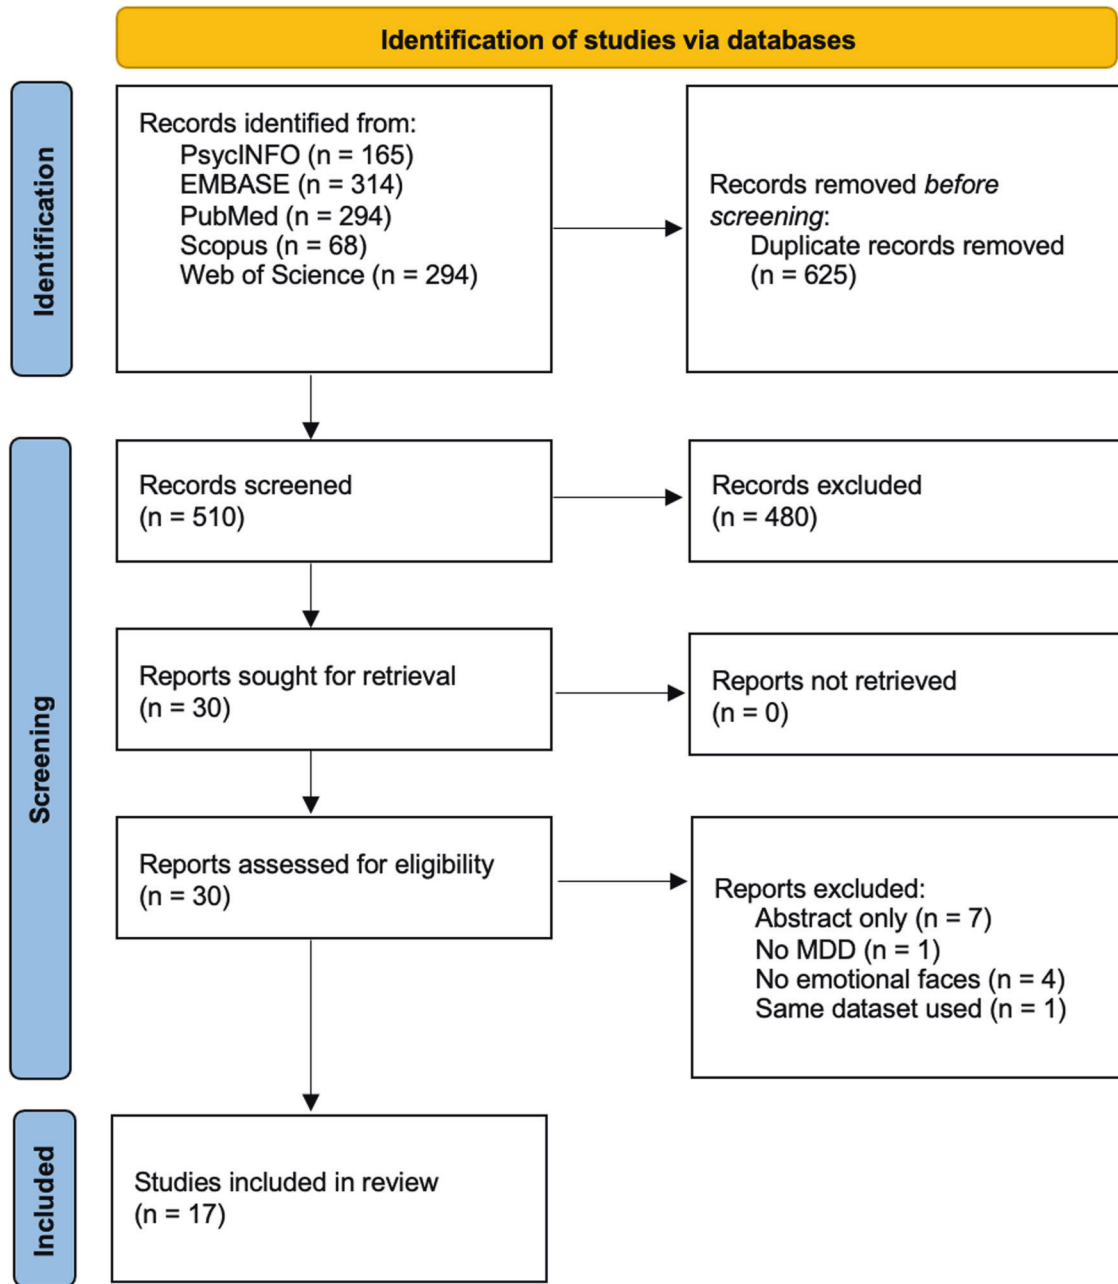 Identification of studies via databases
Identification
Records identified from:
PsycINFO (n = 165)
EMBASE (n = 314)
PubMed (n = 294)
Scopus (n = 68)
Web of Science (n = 294)
Records removed before
screening:
Duplicate records removed
(n = 625)
Screening
Records screened
(n = 510)
Records excluded
(n = 480)
Reports sought for retrieval
(n = 30)
Reports not retrieved
(n = 0)
Reports assessed for eligibility
(n = 30)
Reports excluded:
Abstract only (n = 7)
No MDD (n = 1)
No emotional faces (n = 4)
Same dataset used (n = 1)
Included
Studies included in review
(n = 17)